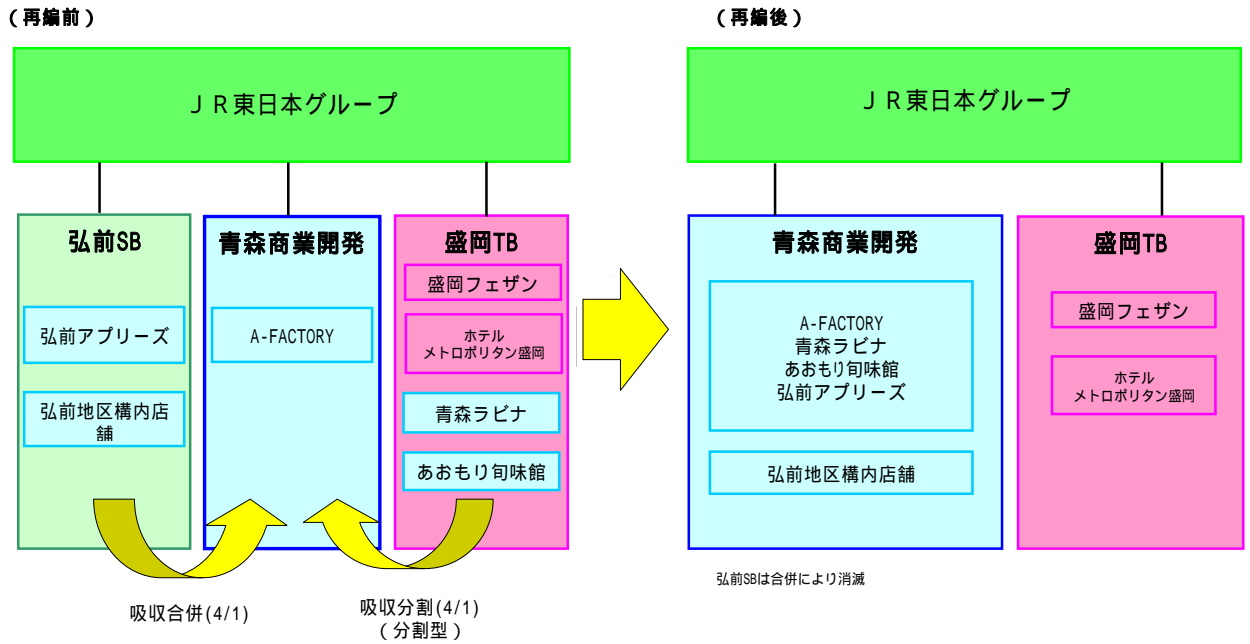 (再編前)
JR東日本グループ
弘前SB
弘前アプリーズ
弘前地区構内店
舗
青森商業開発
A-FACTORY
盛岡TB
盛岡フェザン
ホテル
メトロポリタン盛岡
青森ラビナ
あおもり旬味館
吸収合併(4/1)
吸収分割(4/1)
(分割型)
(再編後)
JR東日本グループ
青森商業開発
A-FACTORY
青森ラビナ
あおもり旬味館
弘前アプリーズ
弘前地区構内店舗
盛岡TB
盛岡フェザン
ホテル
メトロポリタン盛岡
弘前SBは合併により消滅